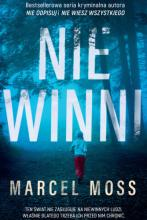 Bestsellerowa seria kryminalna autora
NIE ODPISUJ i NIE WIESZ WSZYSTKIEGO
NIE
WINNI
MARCEL MOSS
TEN ŚWIAT NIE ZASŁUGUJE NA NIEWINNYCH LUDZI.
WŁAŚNIE DLATEGO TRZEBA ICH PRZED NIM CHRONIĆ.